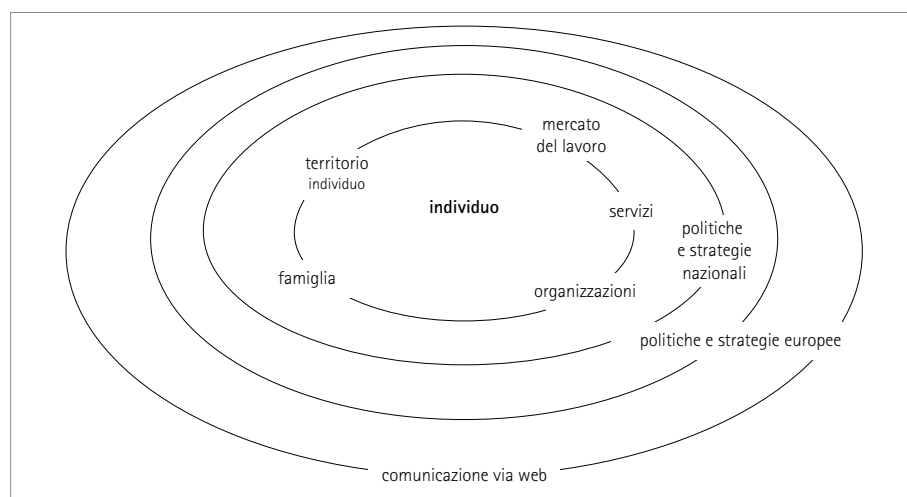 mercato
del lavoro
territorio
individuo
individuo
servizi
politiche
e strategie
nazionali
famiglia
organizzazioni
politiche e strategie europee
comunicazione via web